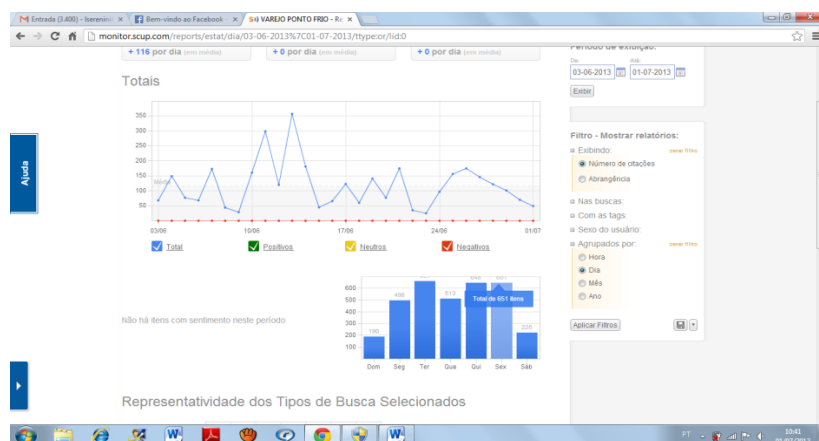 Entrada (3.400) - lserenino
Bem-vindo ao Facebook -
VAREJO PONTO FRIO - Re
monitor.scup.com/reports/estat/dia/03-06-2013%7C01-07-2013/ttype:or/lid:0
+ 116 por dia (em média)
+ 0 por dia (em média)
+ 0 por dia (em média)
Período de exibição:
De:
Até:
03-06-2013
01-07-2013
Exibir
Totais
350
300
250
200
150
100
50
Média
03/06
10/06
17/06
24/06
01/07
Total
Positivos
Neutros
Negativos
Ajuda
Filtro - Mostrar relatórios:
Exibindo:
zerar filtro
Número de citações
Abrangência
Nas buscas:
Com as tags:
Sexo do usuário:
Agrupados por:
zerar filtro
Hora
Dia
Mês
Ano
Aplicar Filtros
Não há itens com sentimento neste período
600
500
400
300
200
100
190
498
513
651
225
Total de 651 itens
Dom
Seg
Ter
Qua
Qui
Sex
Sáb
Representatividade dos Tipos de Busca Selecionados
PT
10:41